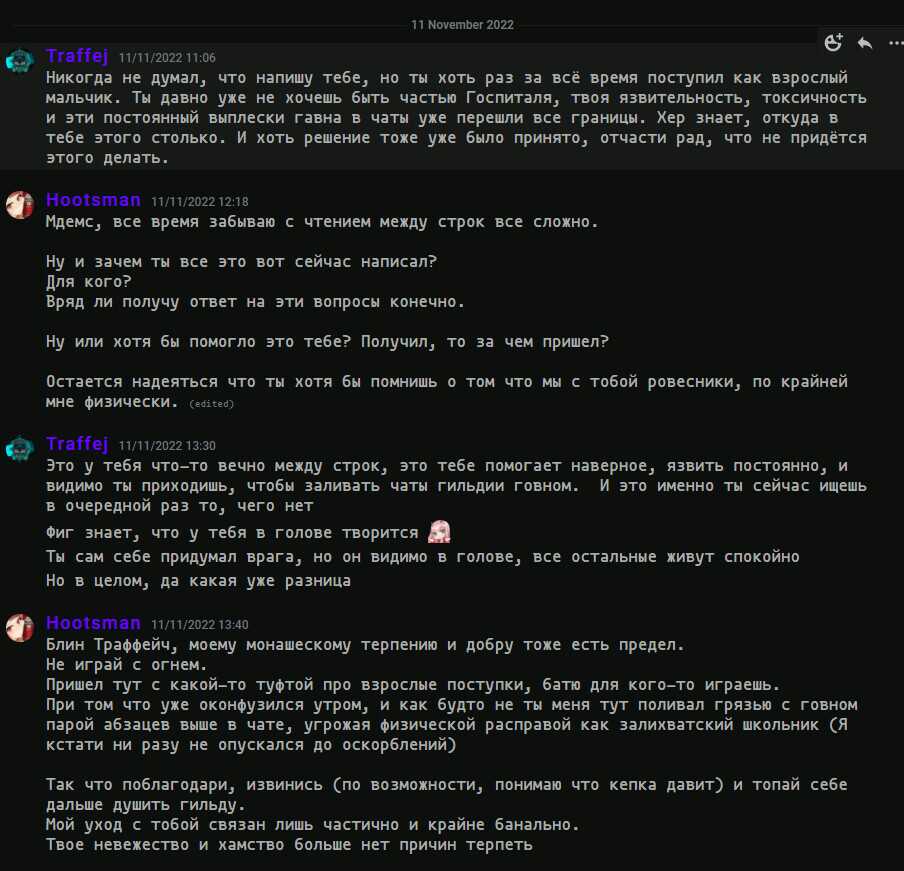 11 November 2022
Traffej 11/11/2022 11:06
Никогда не думал, что напишу тебе, но ты хоть раз за всё время поступил как взрослый
мальчик. Ты давно уже не хочешь быть частью Госпиталя, твоя язвительность, токсичность
и эти постоянный выплески гавна в чаты уже перешли все границы. Хер знает, откуда в
тебе этого столько. И хоть решение тоже уже было принято, отчасти рад, что не придётся
этого делать.
Hootsman 11/11/2022 12:18
Мдемс, все время забываю с чтением между строк все сложно.
Ну и зачем ты все это вот сейчас написал?
Для кого?
Вряд ли получу ответ на эти вопросы конечно.
Ну или хотя бы помогло это тебе? Получил, то за чем пришел?
Остается надеяться что ты хотя бы помнишь о том что мы с тобой ровесники, по крайней
мне физически. (edited)
Traffej 11/11/2022 13:30
Это у тебя что-то вечно между строк, это тебе помогает наверное, язвить постоянно, и
видимо ты приходишь, чтобы заливать чаты гильдии говном. И это именно ты сейчас ищешь
в очередной раз то, чего нет
Фиг знает, что у тебя в голове творится
Ты сам себе придумал врага, но он видимо в голове, все остальные живут спокойно
Но в целом, да какая уже разница
Hootsman 11/11/2022 13:40
Блин Траффейч, моему монашескому терпению и добру тоже есть предел.
Не играй с огнем.
Пришел тут с какой-то туфтой про взрослые поступки, батю для кого-то играешь.
При том что уже оконфузился утром, и как будто не ты меня тут поливал грязью с говном
парой абзацев выше в чате, угрожая физической расправой как залихватский школьник (Я
кстати ни разу не опускался до оскорблений)
Так что поблагодари, извинись (по возможности, понимаю что кепка давит) и топай себе
дальше душить гильду.
Мой уход с тобой связан лишь частично и крайне банально.
Твое невежество и хамство больше нет причин терпеть